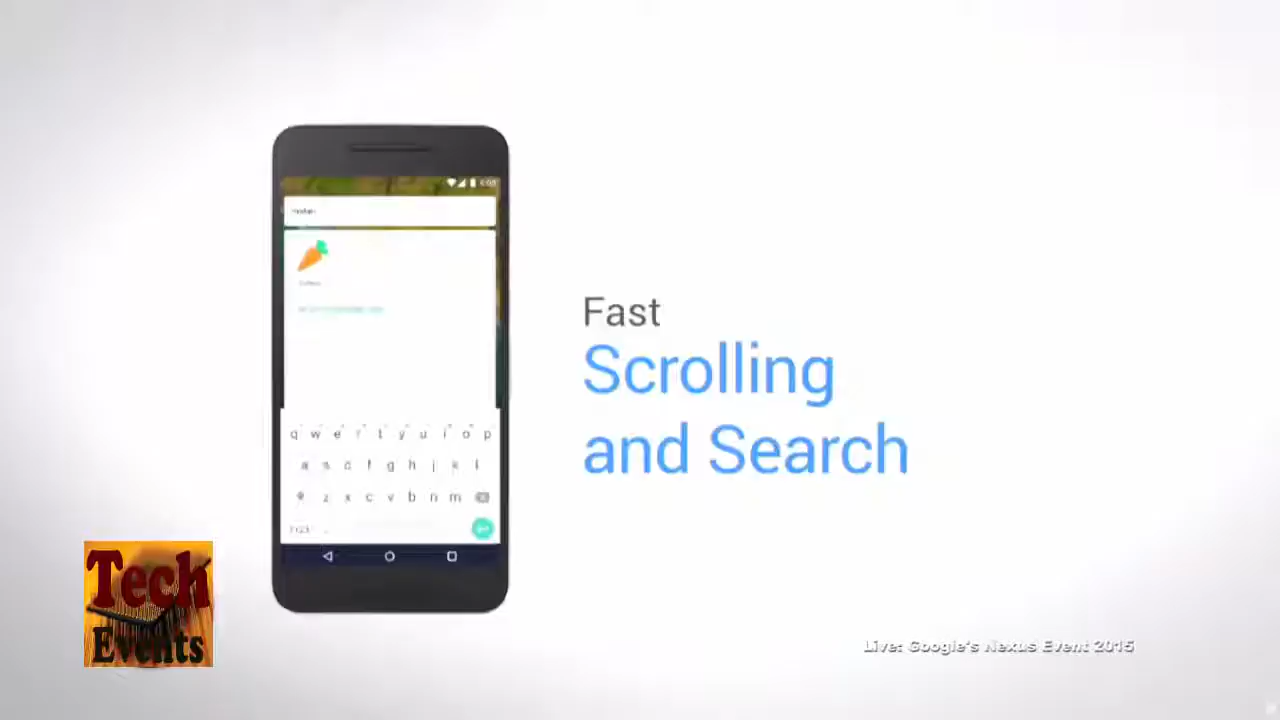 Fast
Scrolling
and Search
q w e r t y u i o p
a s d f g h j k l
z x c v b n m
Tech
Events
Live: Google's Nexus Event 2015